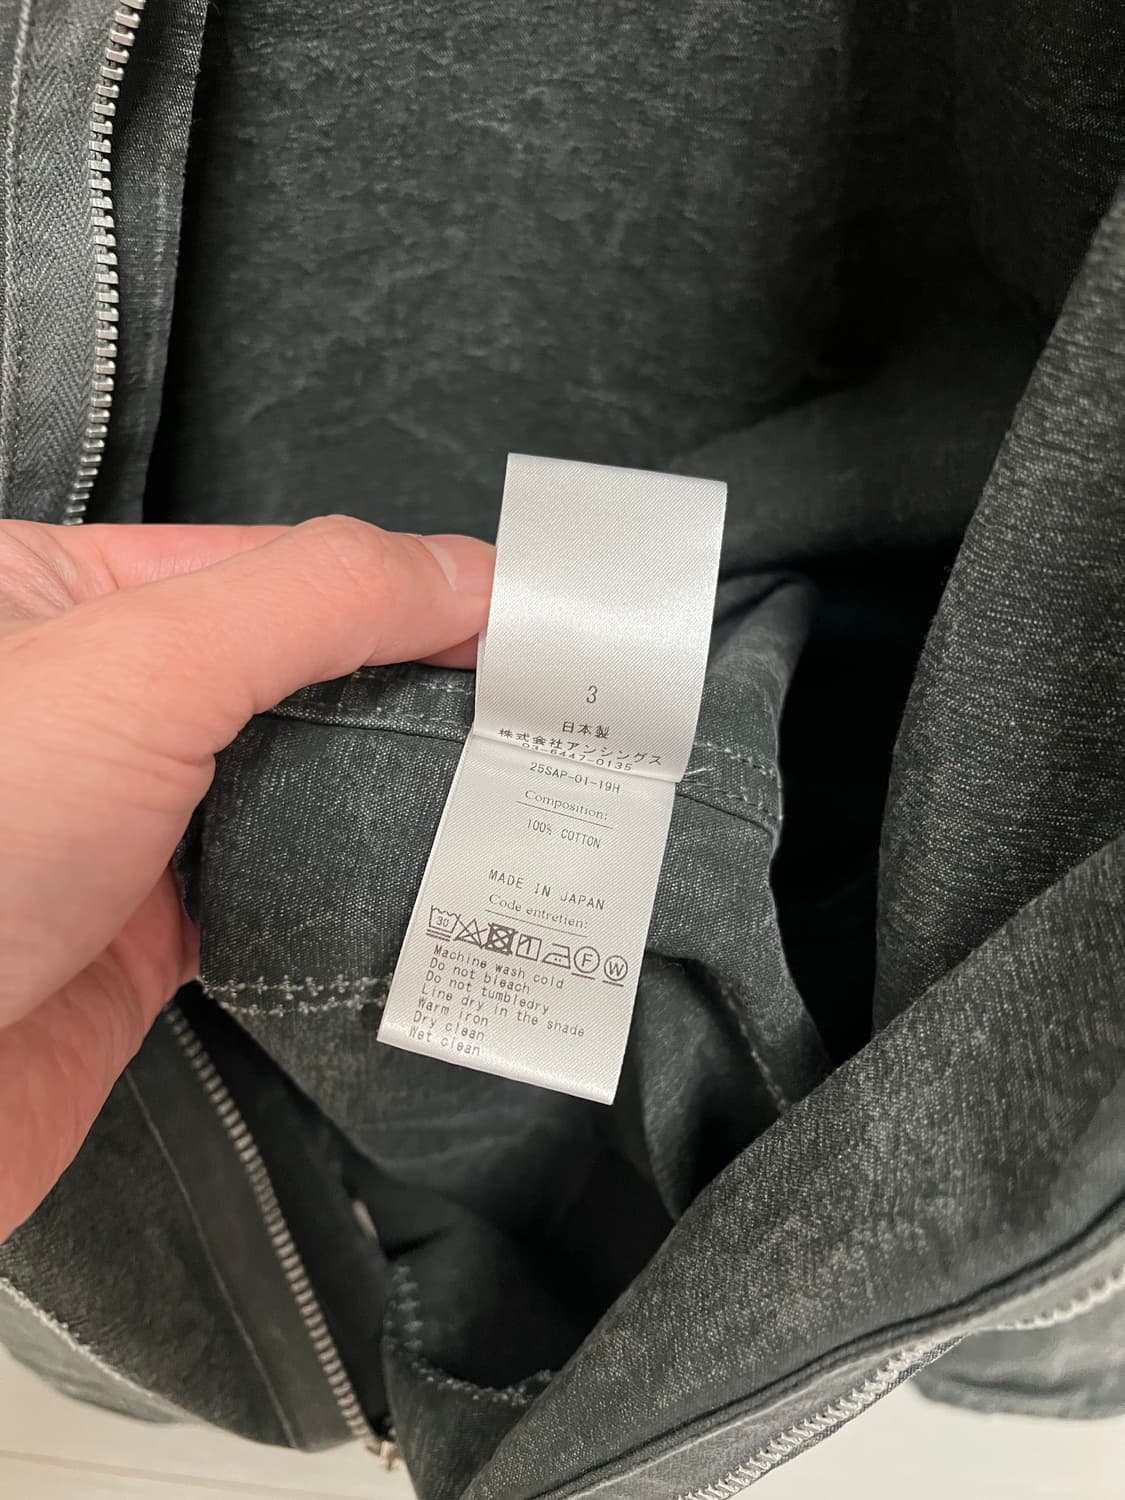 3
日本製
株式会社アンシングス
03-6447-0135
25SAP-01-19H
Composition:
100% COTTON
MADE IN JAPAN
Code entretien:
30 F W
Machine wash cold
Do not bleach
Do not tumbledry
Line dry in the shade
Warm iron
Dry clean
Wet clean